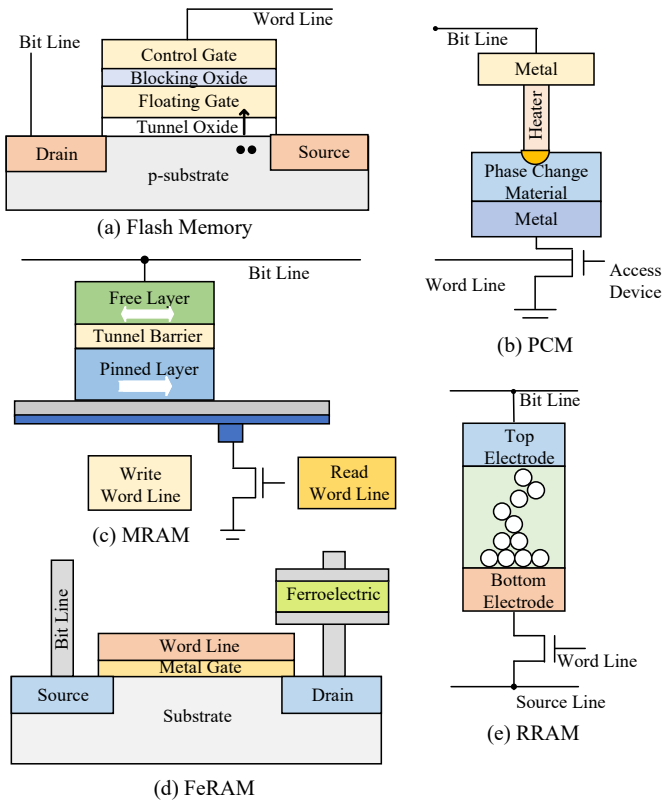 Word Line
Bit Line
Control Gate
Blocking Oxide
Floating Gate
Tunnel Oxide
Drain
Source
p-substrate
(a) Flash Memory
Bit Line
Metal
Heater
Phase Change
Material
Metal
Word Line
Access
Device
(b) PCM
Bit Line
Free Layer
Tunnel Barrier
Pinned Layer
Write
Word Line
Read
Word Line
(c) MRAM
Bit Line
Ferroelectric
Word Line
Metal Gate
Source
Drain
Substrate
(d) FeRAM
Bit Line
Top
Electrode
Bottom
Electrode
Word Line
Source Line
(e) RRAM